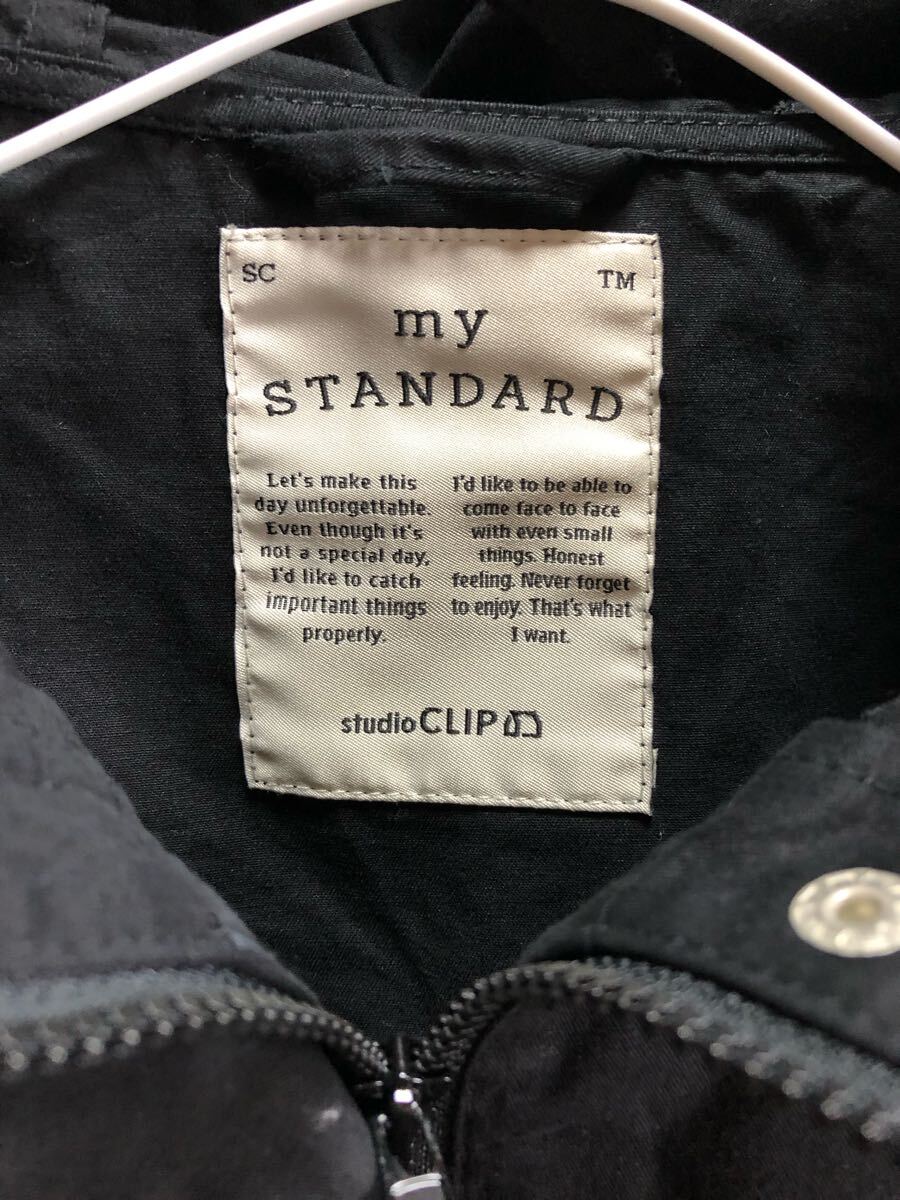 SC TM
my
STANDARD
Let's make this
day unforgettable.
Even though it's
not a special day,
I'd like to catch
important things
properly.
I'd like to be able to
come face to face
with even small
things. Honest
feeling. Never forget
to enjoy. That's what
I want.
studio CLIP